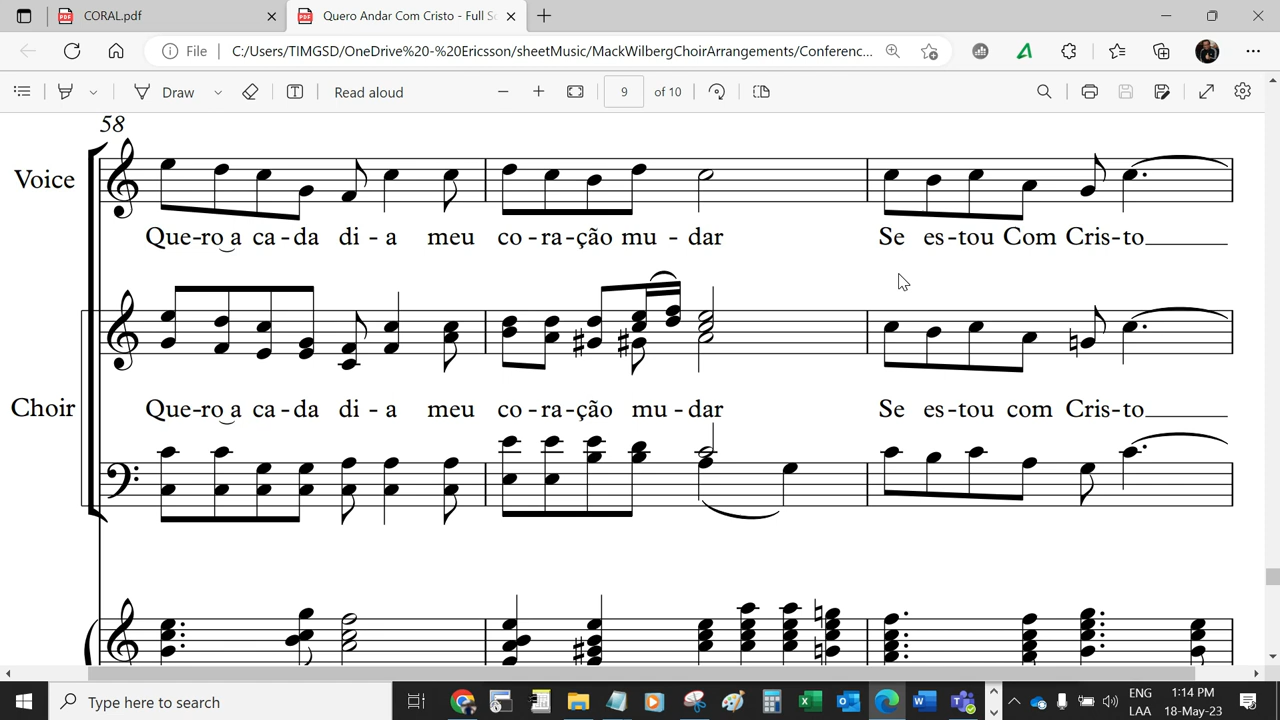 CORAL.pdf
Quero Andar Com Cristo - Full Sc
File
C:/Users/TIMGSD/OneDrive%20-%20Ericsson/sheetMusic/MackWilbergChoirArrangements/Conferenc...
Draw
Read aloud
9 of 10
58
Voice
Que-ro‿a ca-da di-a meu co-ra-ção mu-dar Se es-tou Com Cris-to
Choir
Que-ro‿a ca-da di-a meu co-ra-ção mu-dar Se es-tou com Cris-to
Type here to search
ENG
LAA
1:14 PM
18-May-23